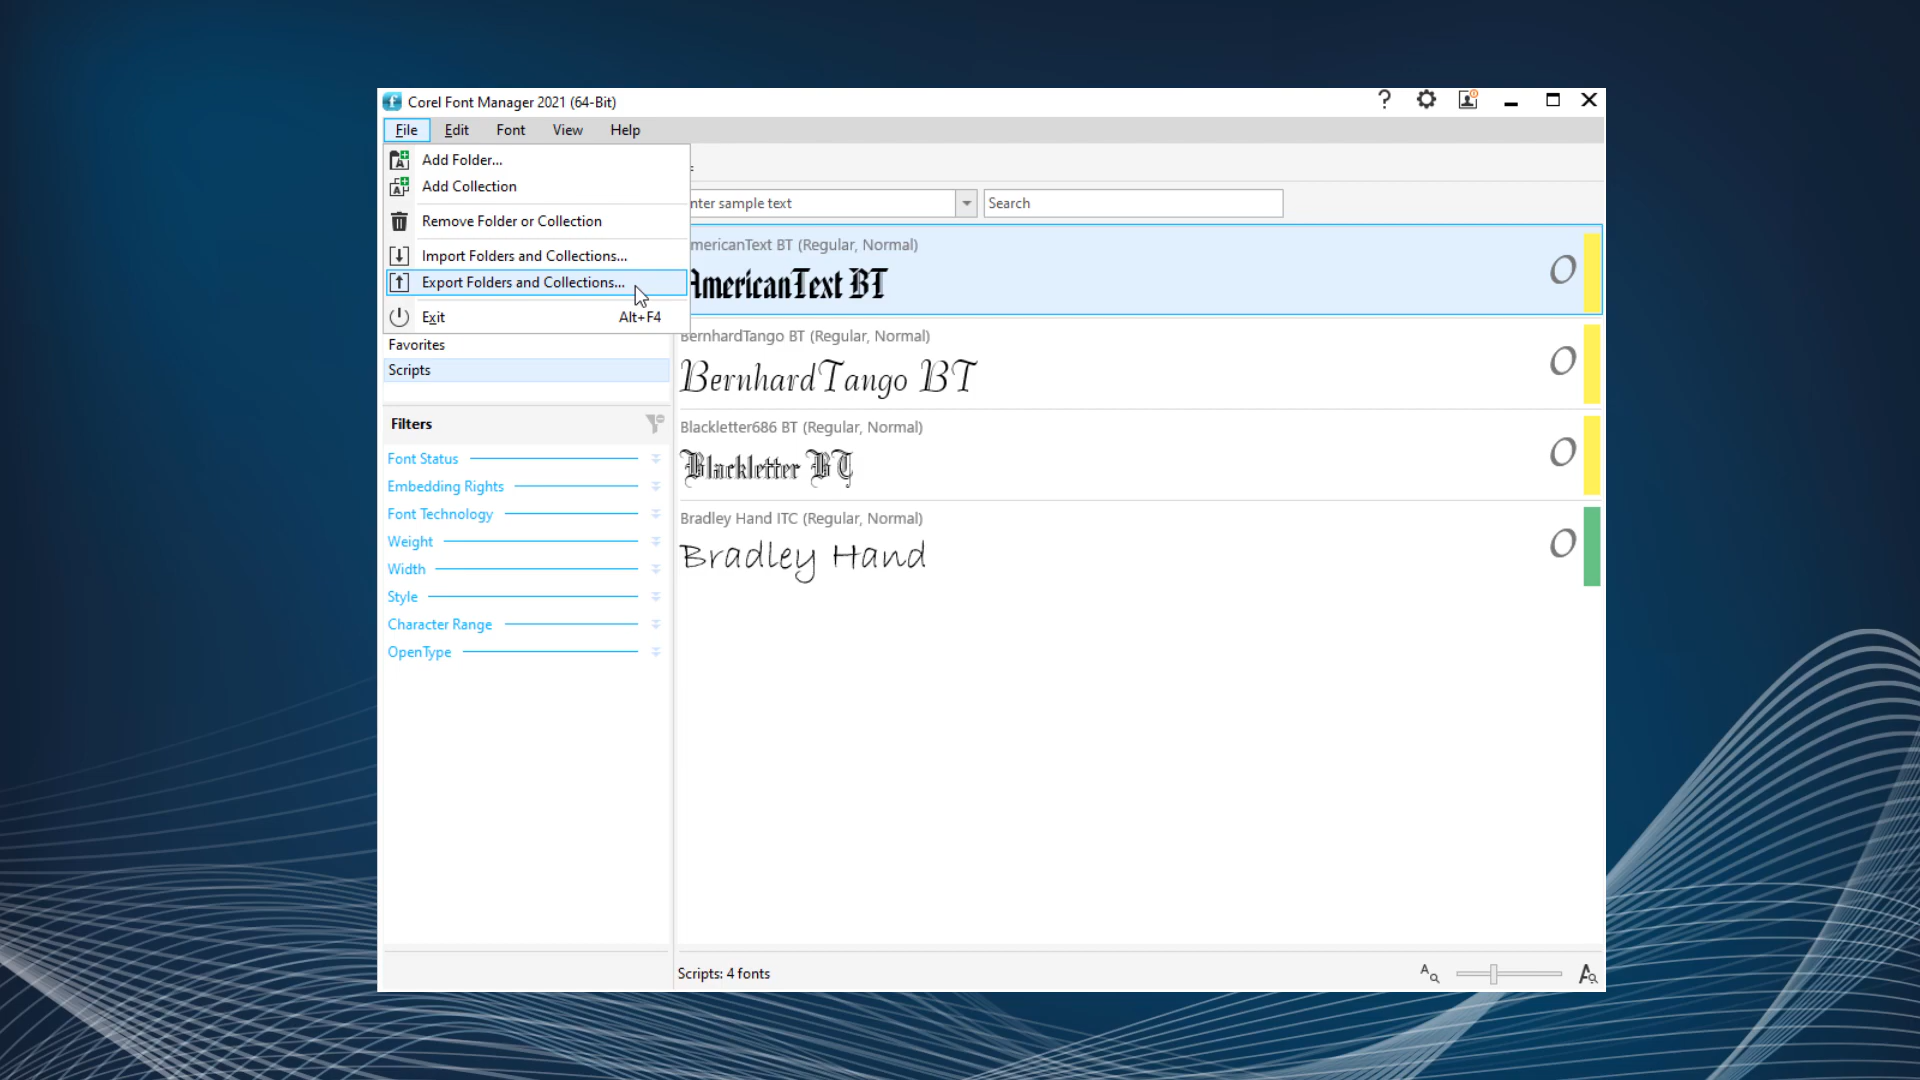 Corel Font Manager 2021 (64-Bit)
File Edit Font View Help
Add Folder...
Add Collection
Remove Folder or Collection
Import Folders and Collections...
Export Folders and Collections...
Exit Alt+F4
Favorites
Scripts
Filters
Font Status
Embedding Rights
Font Technology
Weight
Width
Style
Character Range
OpenType
nter sample text
Search
mericanText BT (Regular, Normal)
AmericanText BT
BernhardTango BT (Regular, Normal)
BernhardTango BT
Blackletter686 BT (Regular, Normal)
Blackletter BT
Bradley Hand ITC (Regular, Normal)
Bradley Hand
Scripts: 4 fonts